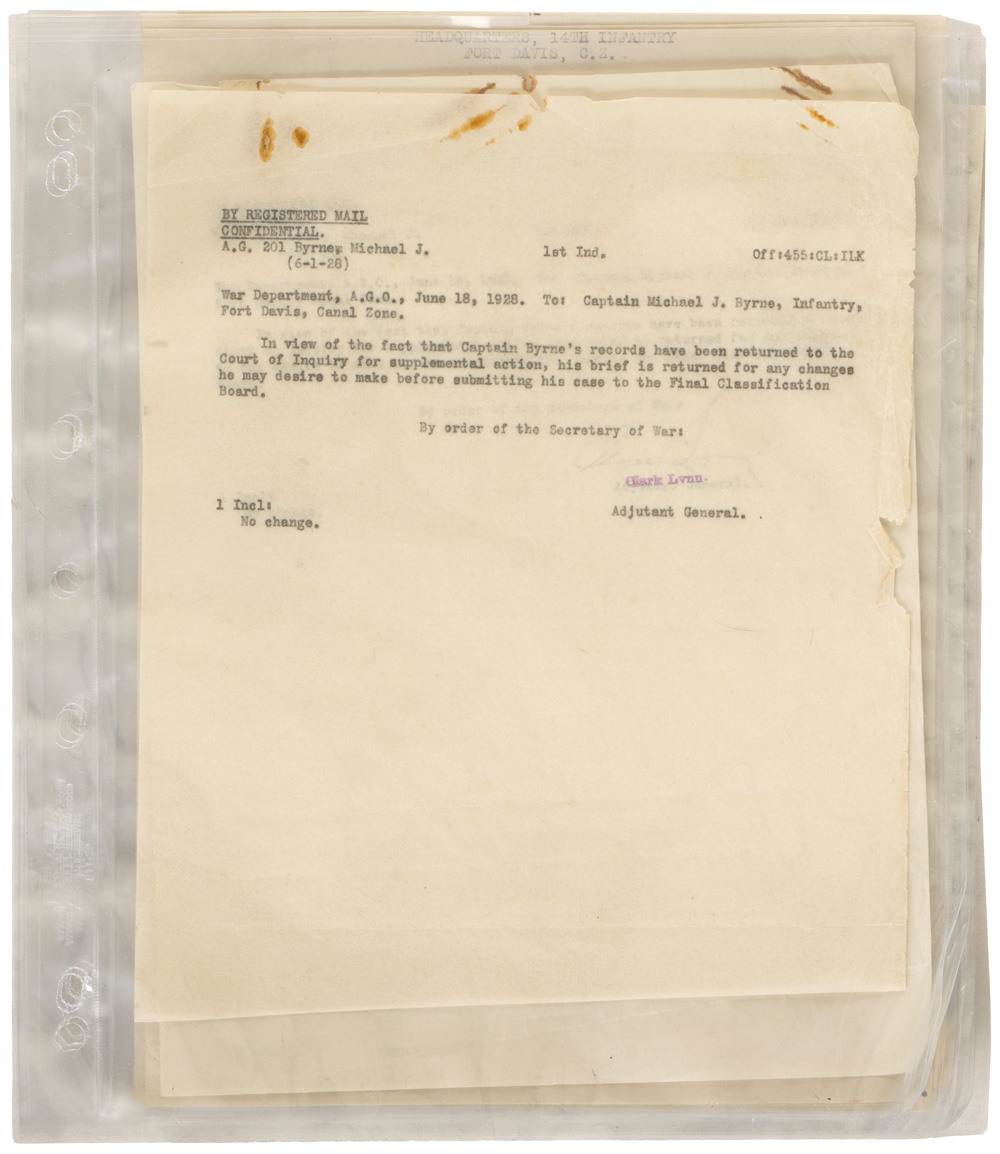 HEADQUARTERS, 14TH INFANTRY
FORT DAVIS, C.Z.
BY REGISTERED MAIL
CONFIDENTIAL.
A.G. 201 Byrne, Michael J. 1st Ind. Off:455:CL:ILK
(6-1-28)
War Department, A.G.O., June 18, 1928. To: Captain Michael J. Byrne, Infantry,
Fort Davis, Canal Zone.
In view of the fact that Captain Byrne's records have been returned to the
Court of Inquiry for supplemental action, his brief is returned for any changes
he may desire to make before submitting his case to the Final Classification
Board.
By order of the Secretary of War:
Clark Lynn.
1 Incl: Adjutant General.
No change.